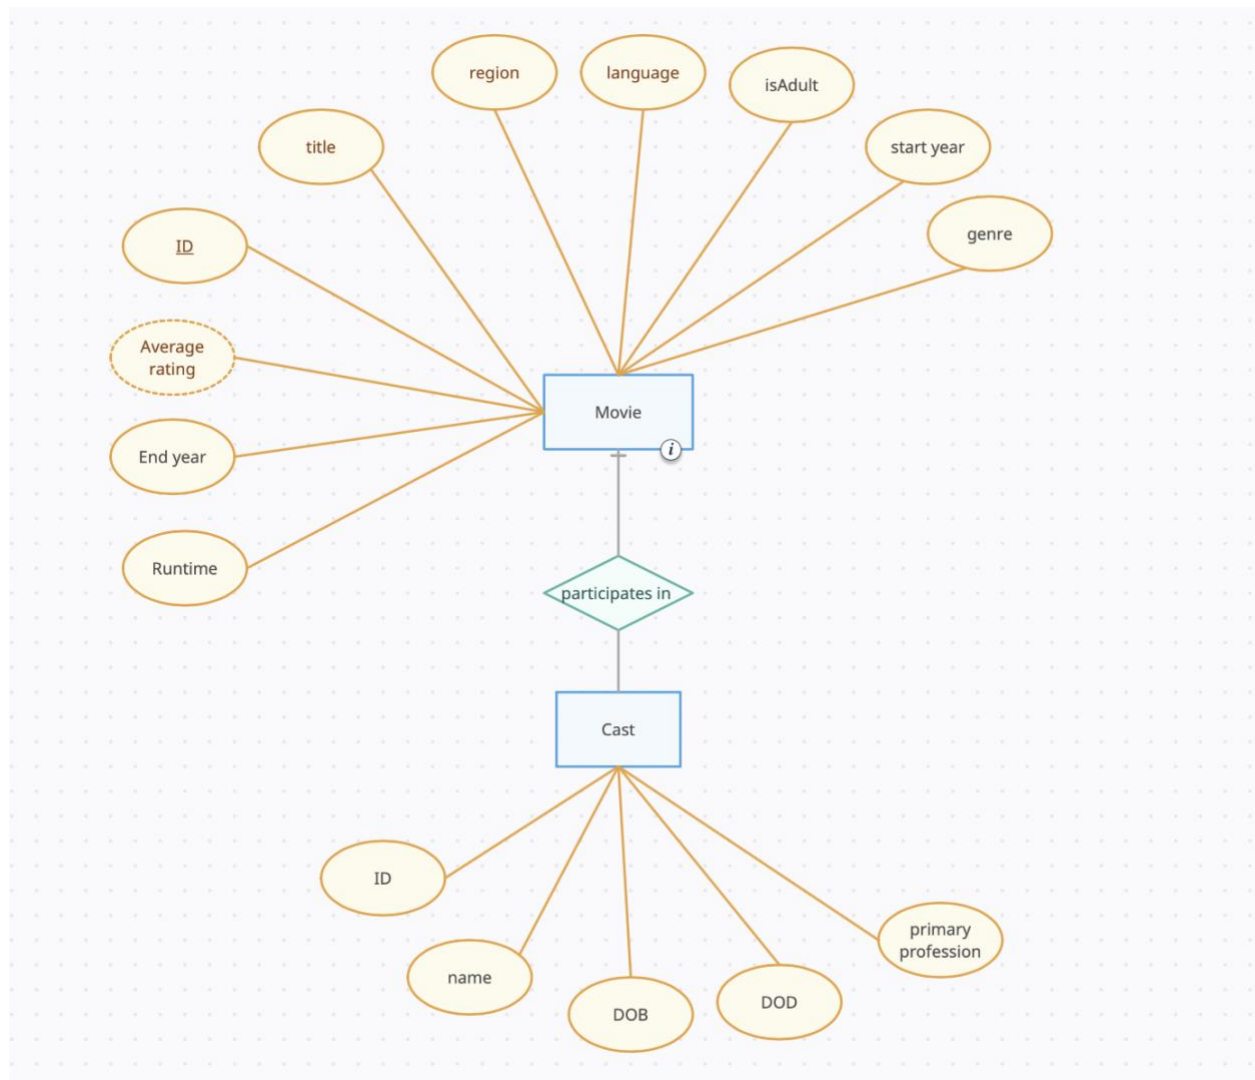 region
language
isAdult
title
start year
genre
ID
Average
rating
Movie
i
End year
Runtime
participates in
Cast
ID
name
DOB
DOD
primary
profession